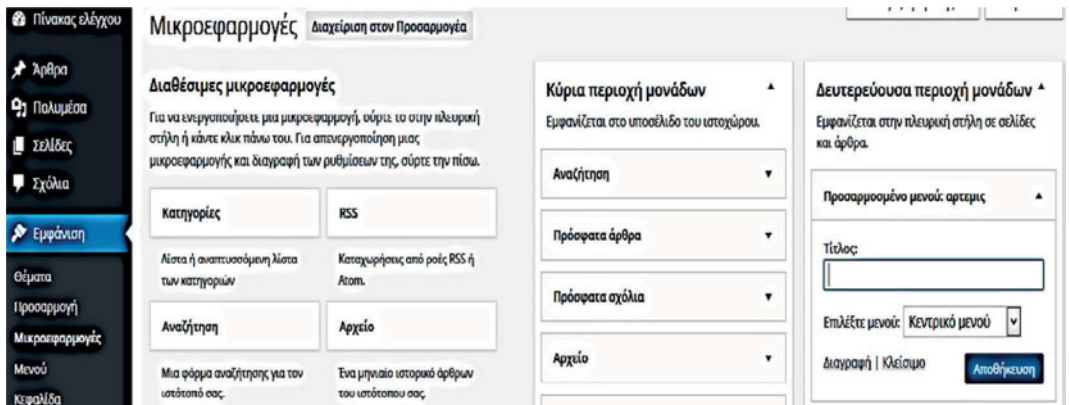 Πίνακας ελέγχου
Άρθρα
Πολυμέσα
Σελίδες
Σχόλια
Εμφάνιση
Θέματα
Προσαρμογή
Μικροεφαρμογές
Μενού
Κεφαλίδα
Μικροεφαρμογές Διαχείριση στον Προσαρμογέα
Διαθέσιμες μικροεφαρμογές
Για να ενεργοποιήσετε μια μικροεφαρμογή, σύρτε το στην πλευρική
στήλη ή κάντε κλικ πάνω του. Για απενεργοποίηση μιας
μικροεφαρμογής και διαγραφή των ρυθμίσεων της, σύρτε την πίσω.
Κατηγορίες
Λίστα ή αναπτυσσόμενη λίστα
των κατηγοριών
RSS
Καταχωρήσεις από ροές RSS ή
Atom.
Αναζήτηση
Μια φόρμα αναζήτησης για τον
ιστότοπό σας.
Αρχείο
Ένα μηνιαίο ιστορικό άρθρων
του ιστότοπου σας.
Κύρια περιοχή μονάδων
Εμφανίζεται στο υποσέλιδο του ιστοχώρου.
Αναζήτηση
Πρόσφατα άρθρα
Πρόσφατα σχόλια
Αρχείο
Δευτερεύουσα περιοχή μονάδων
Εμφανίζεται στην πλευρική στήλη σε σελίδες
και άρθρα.
Προσαρμοσμένο μενού: αρτεμις
Τίτλος:
Επιλέξτε μενού: Κεντρικό μενού
Διαγραφή | Κλείσιμο Αποθήκευση